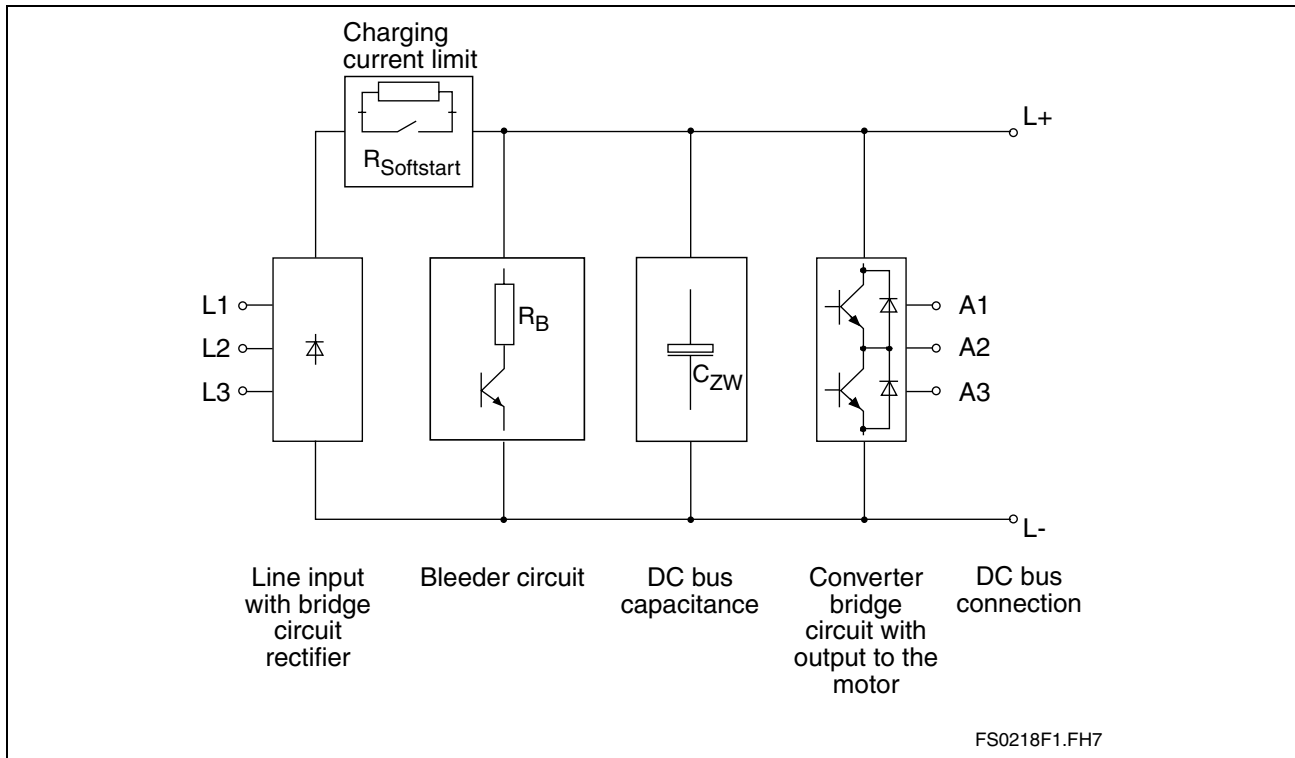 Charging
current limit
RSoftstart
L+
L1
L2
L3
RB
CZW
A1
A2
A3
L-
Line input
with bridge
circuit
rectifier
Bleeder circuit
DC bus
capacitance
Converter
bridge
circuit with
output to the
motor
DC bus
connection
FS0218F1.FH7